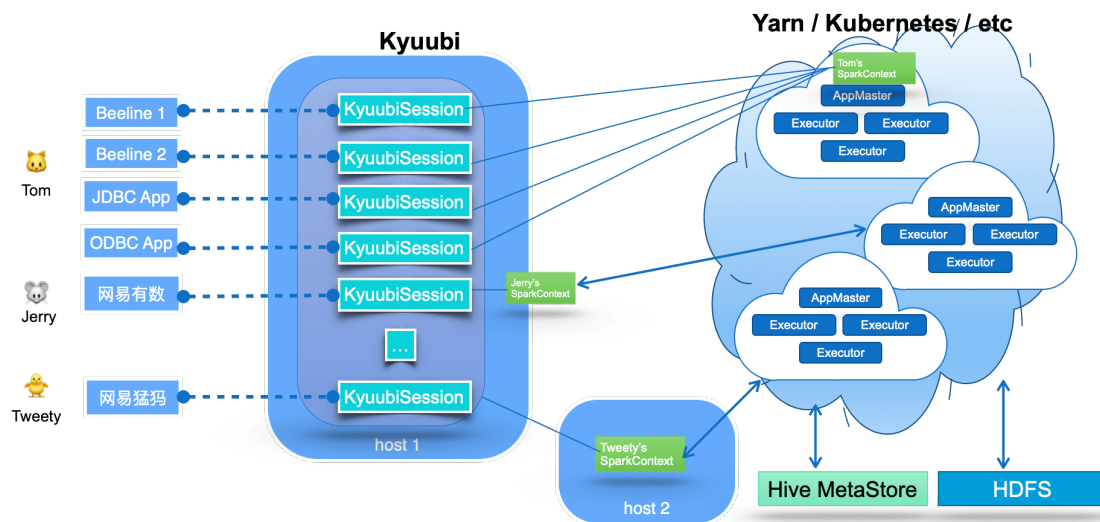 Kyuubi
Yarn / Kubernetes / etc
Tom
Jerry
Tweety
Beeline 1
Beeline 2
JDBC App
ODBC App
网易有数
网易猛犸
KyuubiSession
KyuubiSession
KyuubiSession
KyuubiSession
KyuubiSession
...
KyuubiSession
host 1
Jerry's
SparkContext
Tweety's
SparkContext
host 2
Tom's
SparkContext
AppMaster
Executor
Executor
Executor
AppMaster
Executor
Executor
Executor
AppMaster
Executor
Executor
Executor
Hive MetaStore
HDFS